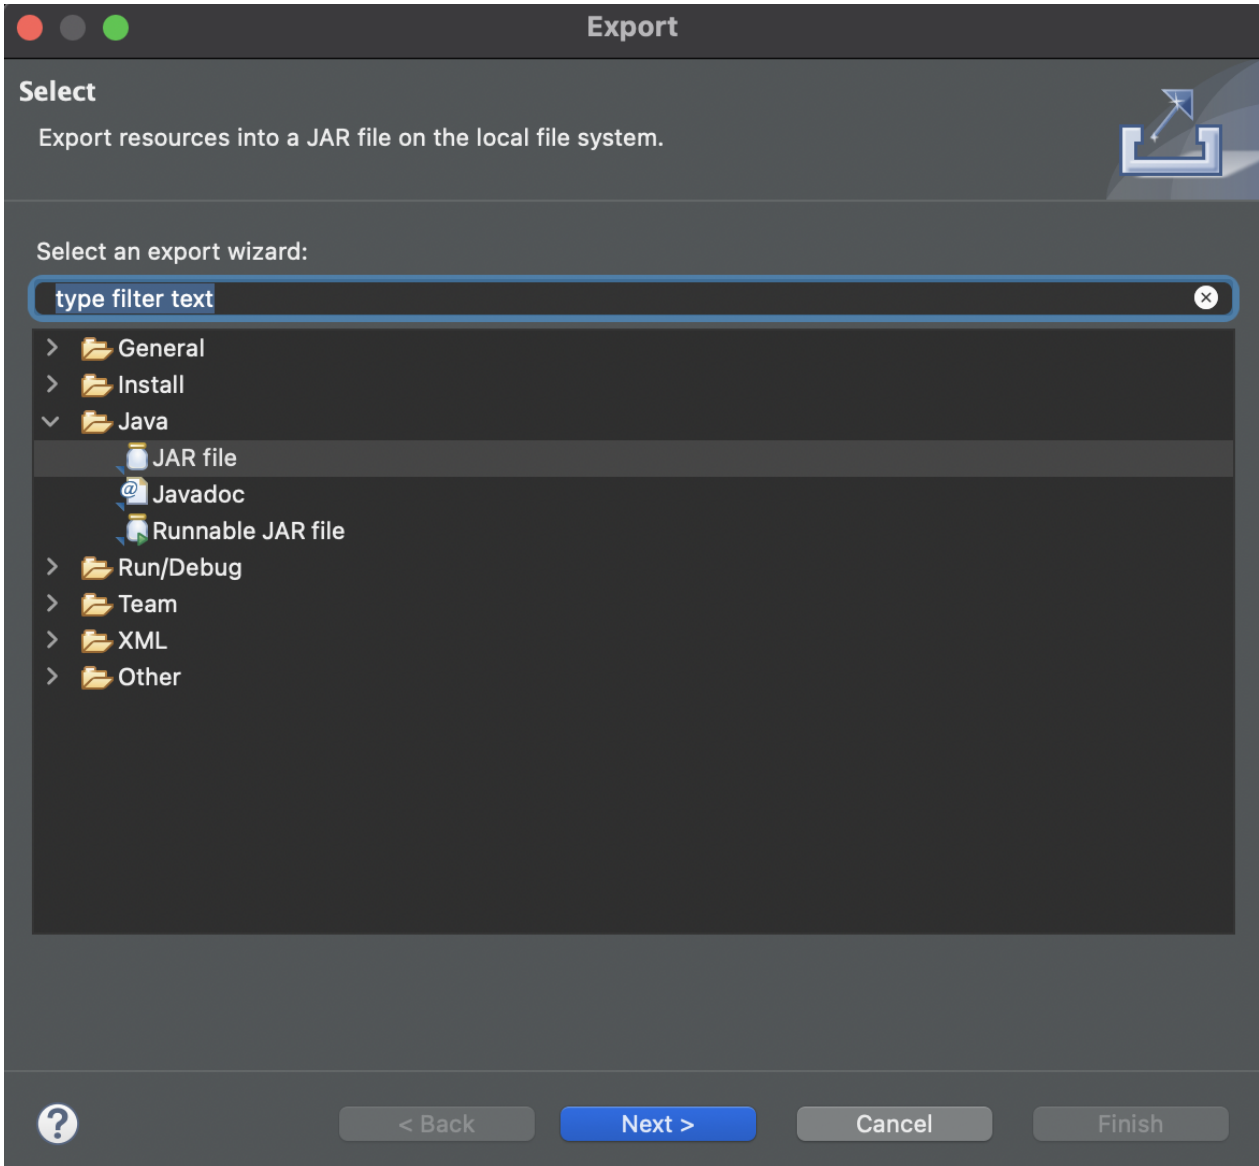 Export
Select
Export resources into a JAR file on the local file system.
Select an export wizard:
type filter text
General
Install
Java
JAR file
Javadoc
Runnable JAR file
Run/Debug
Team
XML
Other
? < Back Next > Cancel Finish